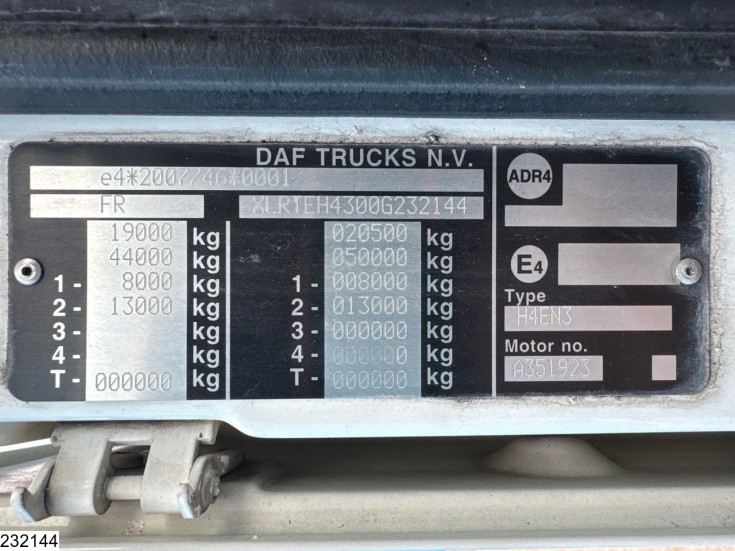 DAF TRUCKS N.V.
e4*2007/46*0001
FR XLRTEH4300G232144
19000 kg 020500 kg
44000 kg 050000 kg
1- 8000 kg 1- 008000 kg
2- 13000 kg 2- 013000 kg
3- kg 3- 000000 kg
4- kg 4- 000000 kg
T- 000000 kg T- 000000 kg
ADR4
E4
Type
H4EN3
Motor no.
A351923
232144